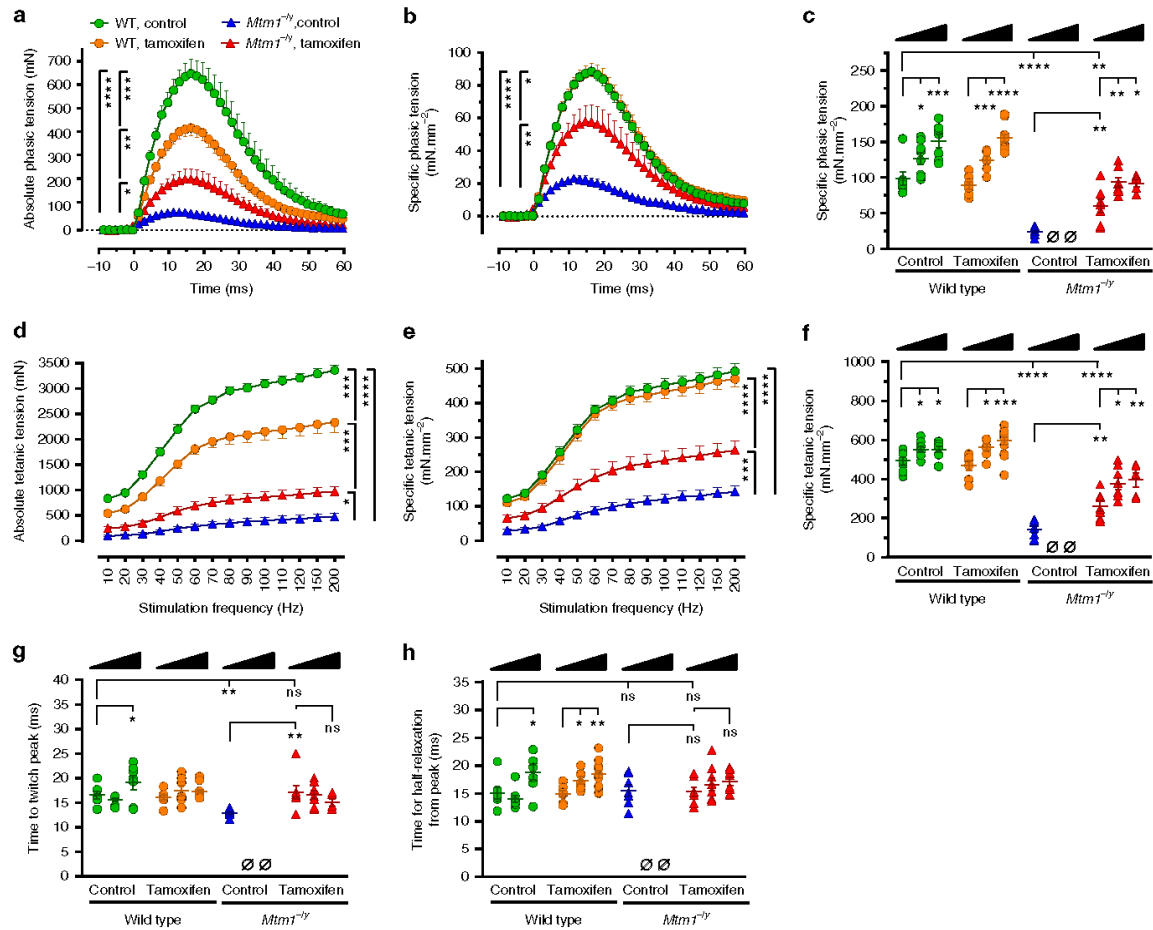 a
WT, control
Mtm1⁻/ʸ,control
WT, tamoxifen
Mtm1⁻/ʸ, tamoxifen
Absolute phasic tension (mN)
700
600
500
400
300
200
100
0
****
***
**
*
−10
0
10
20
30
40
50
60
Time (ms)
b
Specific phasic tension
(mN.mm⁻²)
100
80
60
40
20
0
****
*
**
−10
0
10
20
30
40
50
60
Time (ms)
c
Specific phasic tension
(mN.mm⁻²)
250
200
150
100
50
0
**** **
* *** *** **** ** *
**
Ø Ø
Control Tamoxifen Control Tamoxifen
Wild type Mtm1⁻/ʸ
d
Absolute tetanic tension (mN)
3500
3000
2500
2000
1500
1000
500
0
***
****
***
*
10
20
30
40
50
60
70
80
90
100
110
120
150
200
Stimulation frequency (Hz)
e
Specific tetanic tension
(mN.mm⁻²)
500
400
300
200
100
0
****
****
***
10
20
30
40
50
60
70
80
90
100
110
120
150
200
Stimulation frequency (Hz)
f
Specific tetanic tension
(mN.mm⁻²)
1000
800
600
400
200
0
**** ****
* * * **** * **
**
Ø Ø
Control Tamoxifen Control Tamoxifen
Wild type Mtm1⁻/ʸ
g
Time to twitch peak (ms)
40
35
30
25
20
15
10
5
0
** ns
* ns
**
Ø Ø
Control Tamoxifen Control Tamoxifen
Wild type Mtm1⁻/ʸ
h
Time for half-relaxation
from peak (ms)
35
30
25
20
15
10
5
0
ns ns
* * ** ns ns
Ø Ø
Control Tamoxifen Control Tamoxifen
Wild type Mtm1⁻/ʸ